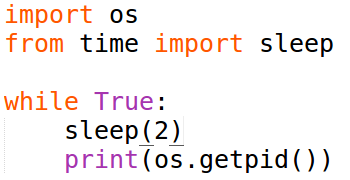 import os
from time import sleep

while True:
    sleep(2)
    print(os.getpid())